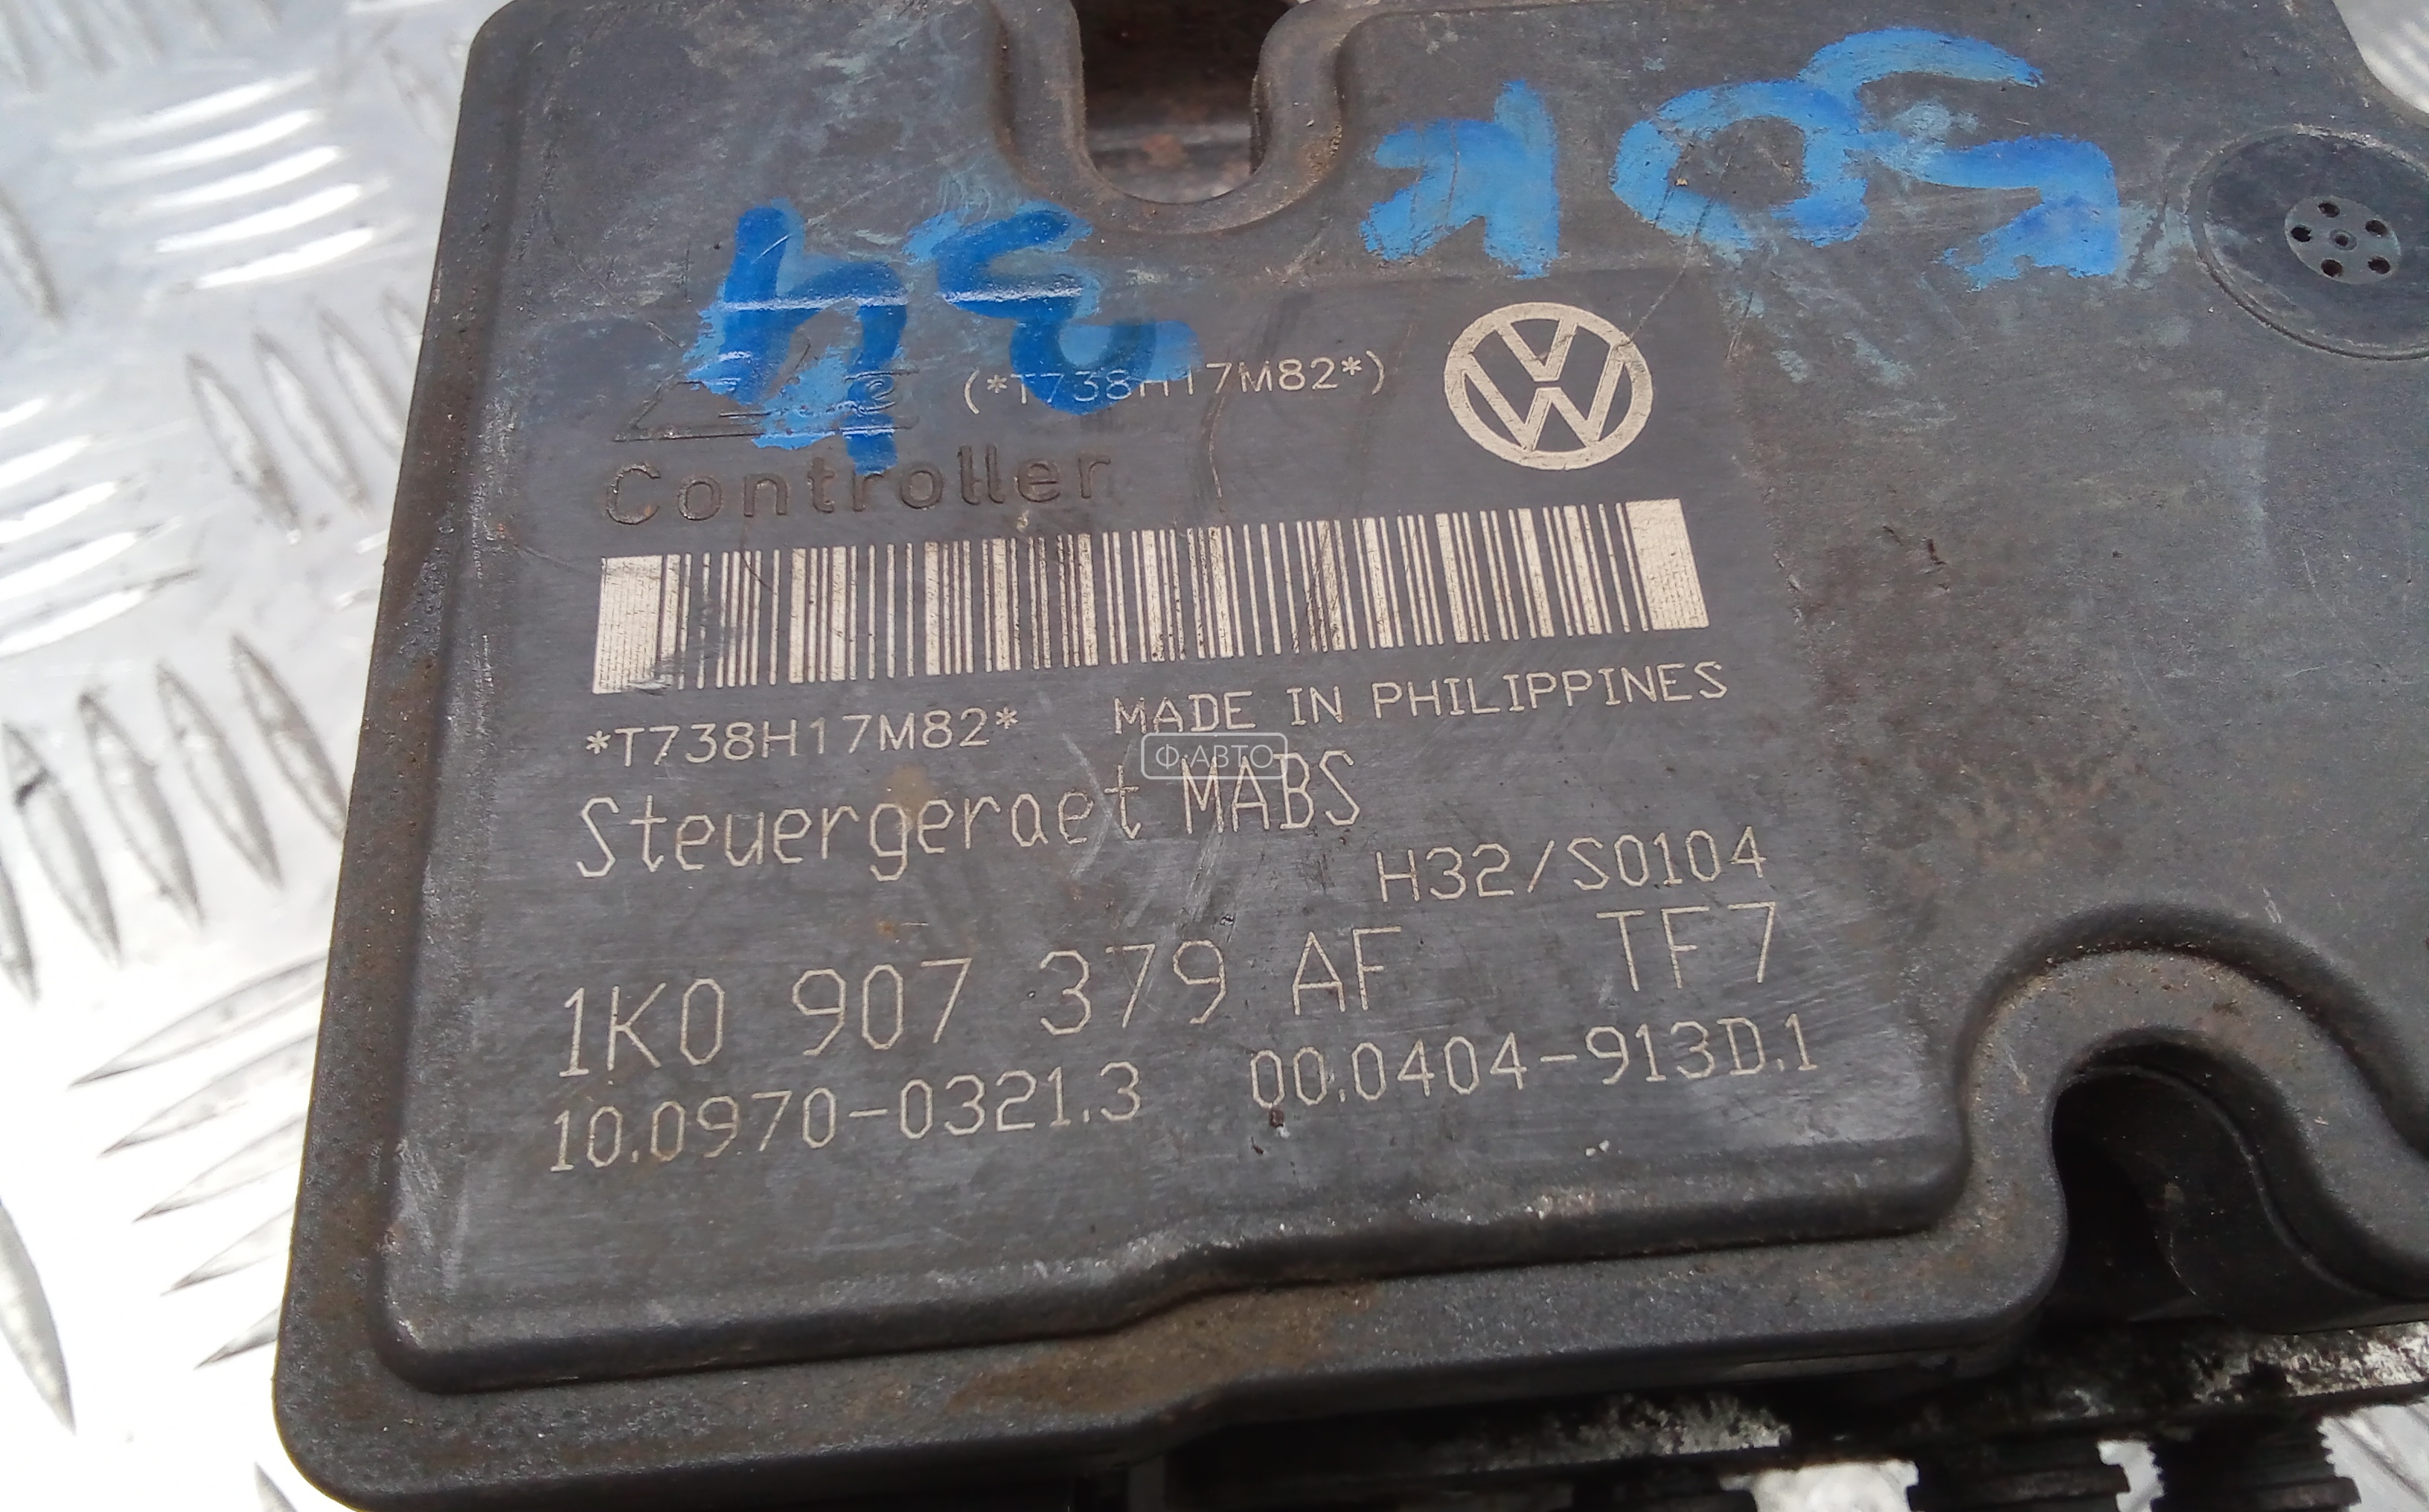 (*T738H17M82*)
Controller
*T738H17M82* MADE IN PHILIPPINES
Ф.АВТО
Steuergeraet MABS
H32/S0104
1K0 907 379 AF TF7
10.0970-0321.3 00.0404-913D.1